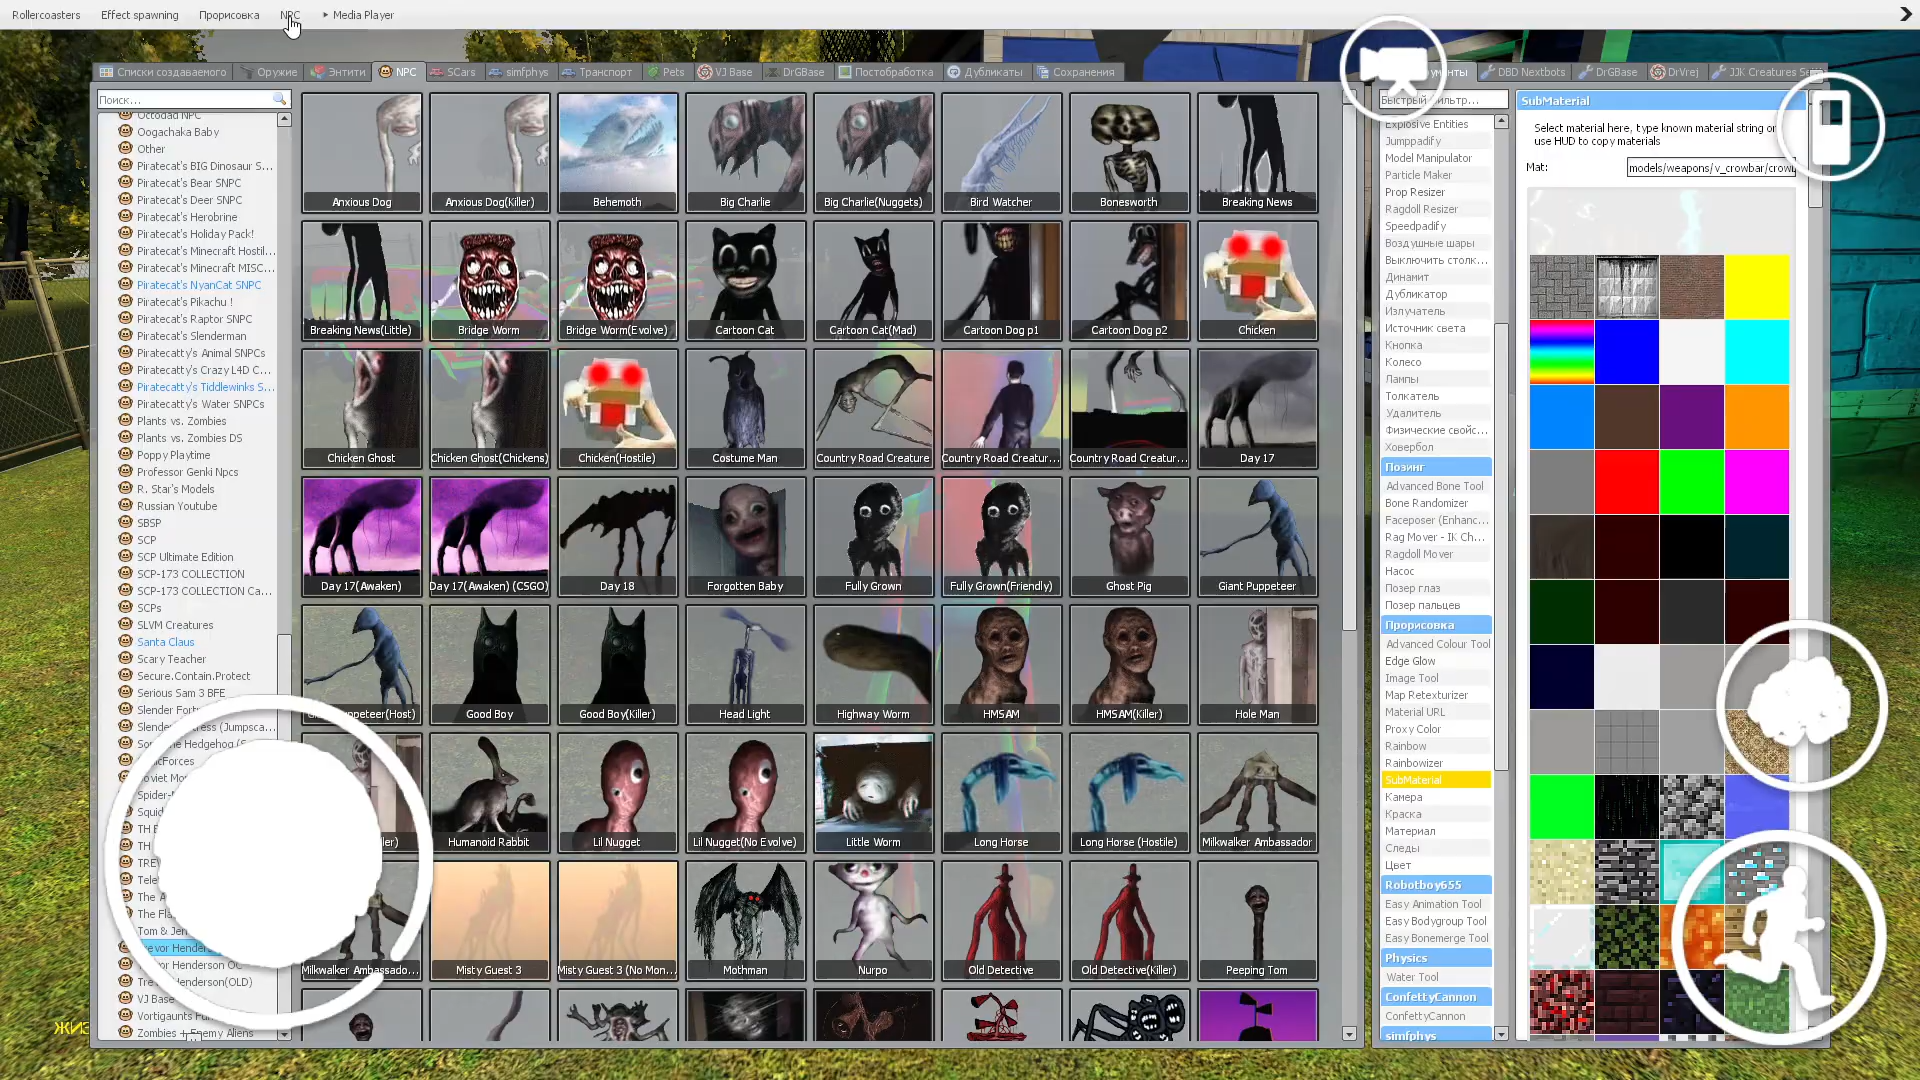 Rollercoasters Effect spawning Прорисовка NPC Media Player
Списки создаваемого Оружие Энтити NPC SCars simfphys Транспорт Pets VJ Base DrGBase Постобработка Дубликаты Сохранения
DBD Nextbots DrGBase DrVrej
Поиск...
Octodad NPC
Oogachaka Baby
Other
Piratecat's BIG Dinosaur S...
Piratecat's Bear SNPC
Piratecat's Deer SNPC
Piratecat's Herobrine
Piratecat's Holiday Pack!
Piratecat's Minecraft Hostil...
Piratecat's Minecraft MISC...
Piratecat's NyanCat SNPC
Piratecat's Pikachu !
Piratecat's Raptor SNPC
Piratecat's Slenderman
Piratecatty's Animal SNPCs
Piratecatty's Crazy L4D C...
Piratecatty's Tiddlewinks S...
Piratecatty's Water SNPCs
Plants vs. Zombies
Plants vs. Zombies DS
Poppy Playtime
Professor Genki Npcs
R. Star's Models
Russian Youtube
SBSP
SCP
SCP Ultimate Edition
SCP-173 COLLECTION
SCP-173 COLLECTION Ca...
SCPs
SLVM Creatures
Santa Claus
Scary Teacher
Secure.Contain.Protect
Serious Sam 3 BFE
VJ Base
Zombies + Enemy Aliens
Anxious Dog
Anxious Dog(Killer)
Behemoth
Big Charlie
Big Charlie(Nuggets)
Bird Watcher
Bonesworth
Breaking News
Breaking News(Little)
Bridge Worm
Bridge Worm(Evolve)
Cartoon Cat
Cartoon Cat(Mad)
Cartoon Dog p1
Cartoon Dog p2
Chicken
Chicken Ghost
Chicken Ghost(Chickens)
Chicken(Hostile)
Costume Man
Country Road Creature
Country Road Creatur...
Country Road Creatur...
Day 17
Day 17(Awaken)
Day 17(Awaken) (CSGO)
Day 18
Forgotten Baby
Fully Grown
Fully Grown(Friendly)
Ghost Pig
Giant Puppeteer
Good Boy
Good Boy(Killer)
Head Light
Highway Worm
HMSAM
HMSAM(Killer)
Hole Man
Humanoid Rabbit
Lil Nugget
Lil Nugget(No Evolve)
Little Worm
Long Horse
Long Horse (Hostile)
Milkwalker Ambassador
Milkwalker Ambassado...
Misty Guest 3
Misty Guest 3 (No Mon...
Mothman
Nurpo
Old Detective
Old Detective(Killer)
Peeping Tom
Explosive Entities
Jumppadify
Model Manipulator
Particle Maker
Prop Resizer
Ragdoll Resizer
Speedpadify
Воздушные шары
Выключить столк...
Динамит
Дубликатор
Излучатель
Источник света
Кнопка
Колесо
Лампы
Толкатель
Удалитель
Физические свойс...
Ховербол
Позинг
Advanced Bone Tool
Bone Randomizer
Faceposer (Enhanc...
Rag Mover - IK Ch...
Ragdoll Mover
Насос
Позер глаз
Позер пальцев
Прорисовка
Advanced Colour Tool
Edge Glow
Image Tool
Map Retexturizer
Material URL
Proxy Color
Rainbow
Rainbowizer
SubMaterial
Камера
Краска
Материал
Следы
Цвет
Robotboy655
Easy Animation Tool
Easy Bodygroup Tool
Easy Bonemerge Tool
Physics
Water Tool
ConfettyCannon
ConfettyCannon
simfphys
SubMaterial
Select material here, type known material string or
use HUD to copy materials
Mat: